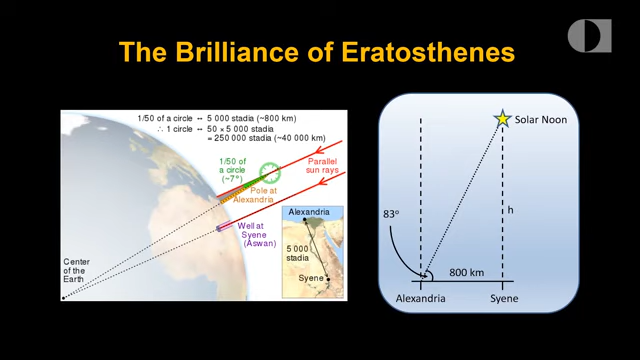 The Brilliance of Eratosthenes
1/50 of a circle ↔ 5 000 stadia (~800 km)
∴ 1 circle ↔ 50 × 5 000 stadia
= 250 000 stadia (~40 000 km)
1/50 of
a circle
(~7°)
Parallel
sun rays
Pole at
Alexandria
Well at
Syene
(Aswan)
Center
of the
Earth
Alexandria
5 000
stadia
Syene
Solar Noon
83°
h
800 km
Alexandria
Syene